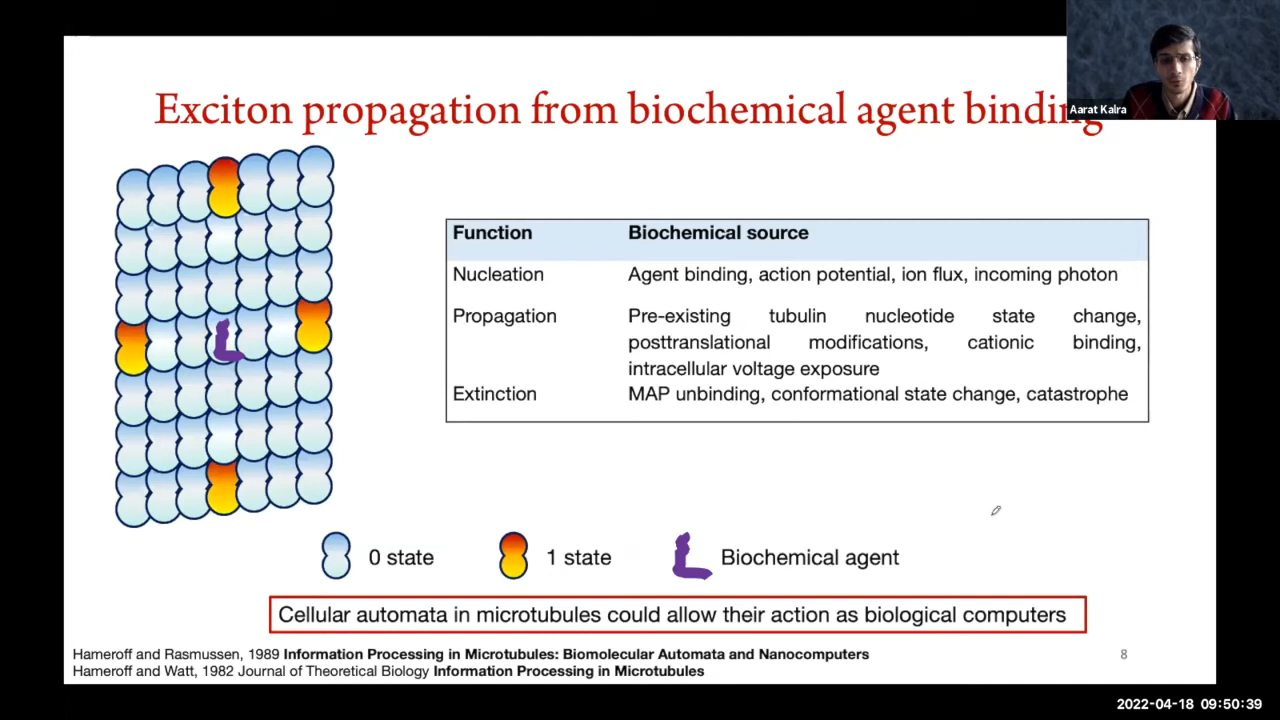 Exciton propagation from biochemical agent binding
Aarat Kalra
Function Biochemical source
Nucleation Agent binding, action potential, ion flux, incoming photon
Propagation Pre-existing tubulin nucleotide state change,
posttranslational modifications, cationic binding,
intracellular voltage exposure
Extinction MAP unbinding, conformational state change, catastrophe
0 state 1 state Biochemical agent
Cellular automata in microtubules could allow their action as biological computers
Hameroff and Rasmussen, 1989 Information Processing in Microtubules: Biomolecular Automata and Nanocomputers
Hameroff and Watt, 1982 Journal of Theoretical Biology Information Processing in Microtubules
8
2022-04-18 09:50:39